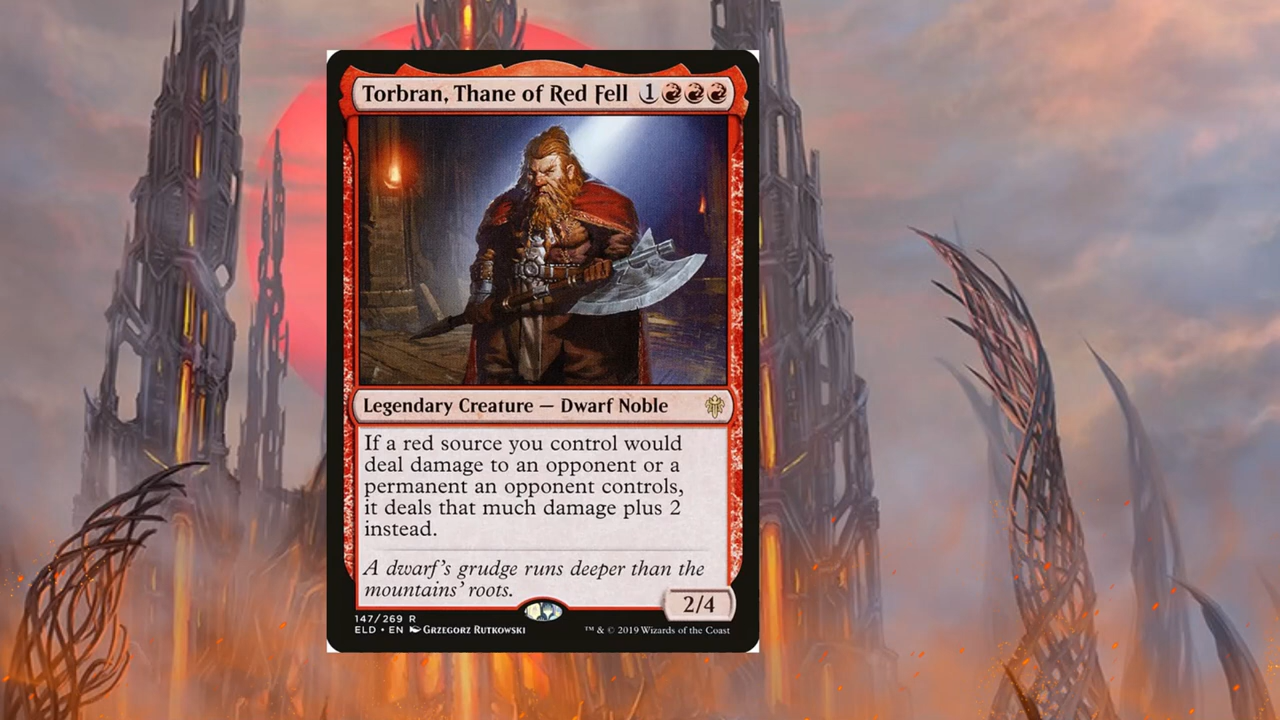 Torbran, Thane of Red Fell 1
Legendary Creature — Dwarf Noble
If a red source you control would
deal damage to an opponent or a
permanent an opponent controls,
it deals that much damage plus 2
instead.
A dwarf's grudge runs deeper than the
mountains' roots.
2/4
147/269 R
ELD • EN GRZEGORZ RUTKOWSKI
™ & © 2019 Wizards of the Coast